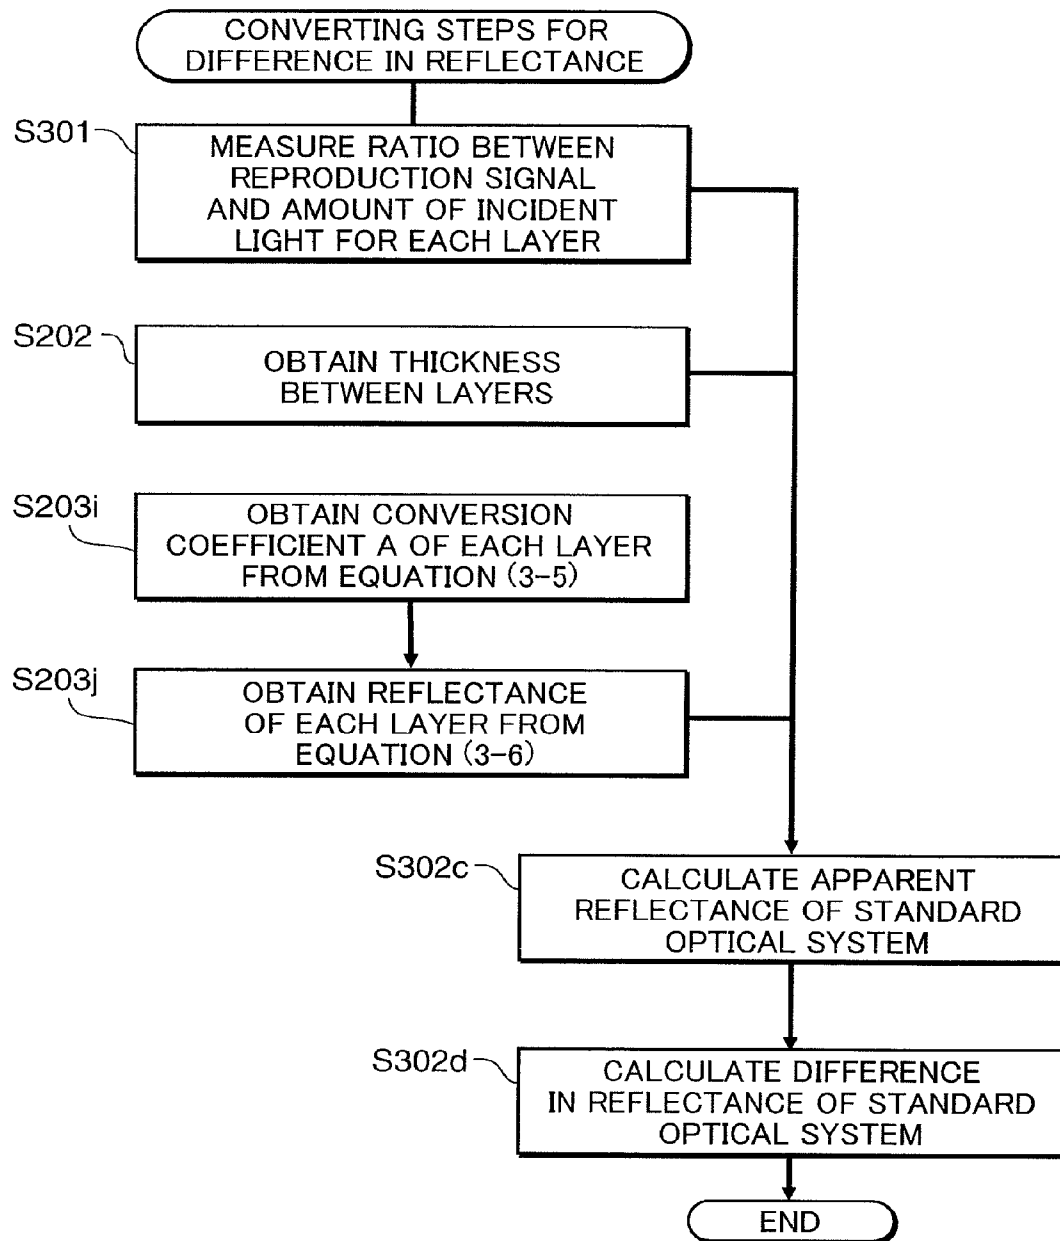 CONVERTING STEPS FOR
DIFFERENCE IN REFLECTANCE
S301
MEASURE RATIO BETWEEN
REPRODUCTION SIGNAL
AND AMOUNT OF INCIDENT
LIGHT FOR EACH LAYER
S202
OBTAIN THICKNESS
BETWEEN LAYERS
S203i
OBTAIN CONVERSION
COEFFICIENT A OF EACH LAYER
FROM EQUATION (3-5)
S203j
OBTAIN REFLECTANCE
OF EACH LAYER FROM
EQUATION (3-6)
S302c
CALCULATE APPARENT
REFLECTANCE OF STANDARD
OPTICAL SYSTEM
S302d
CALCULATE DIFFERENCE
IN REFLECTANCE OF STANDARD
OPTICAL SYSTEM
END